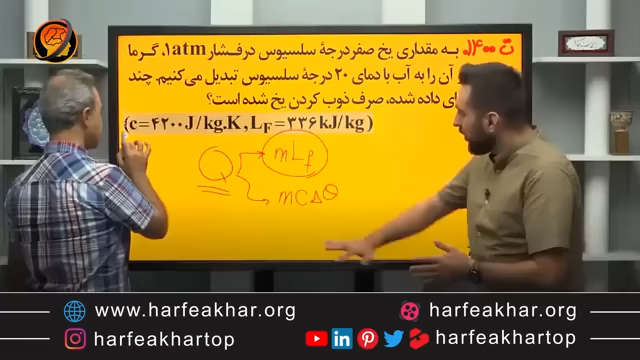 ت ۱۴۰۰. به مقداری یخ صفر درجهٔ سلسیوس در فشار ۱atm، گرما
آن را به آب با دمای ۲۰ درجهٔ سلسیوس تبدیل می‌کنیم. چند
ای داده شده، صرف ذوب کردن یخ شده است؟
(c=۴۲۰۰J/kg.K, LF=۳۳۶kJ/kg)
Q
mLf
mCΔθ
www.harfeakhar.org
harfeakhar.org
harfeakhartop
harfeakhartop